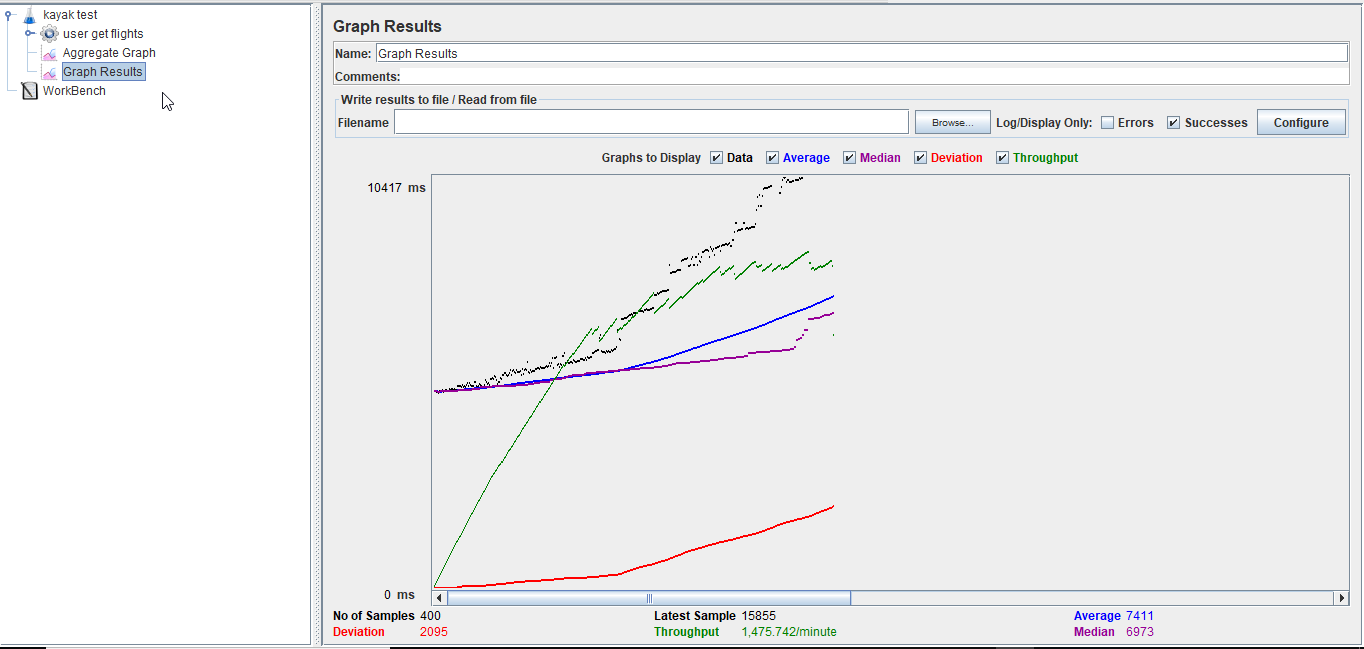 kayak test
user get flights
Aggregate Graph
Graph Results
WorkBench
Graph Results
Name: Graph Results
Comments:
Write results to file / Read from file
Filename Browse... Log/Display Only: Errors Successes Configure
Graphs to Display Data Average Median Deviation Throughput
10417 ms
0 ms
No of Samples 400 Latest Sample 15855 Average 7411
Deviation 2095 Throughput 1,475.742/minute Median 6973